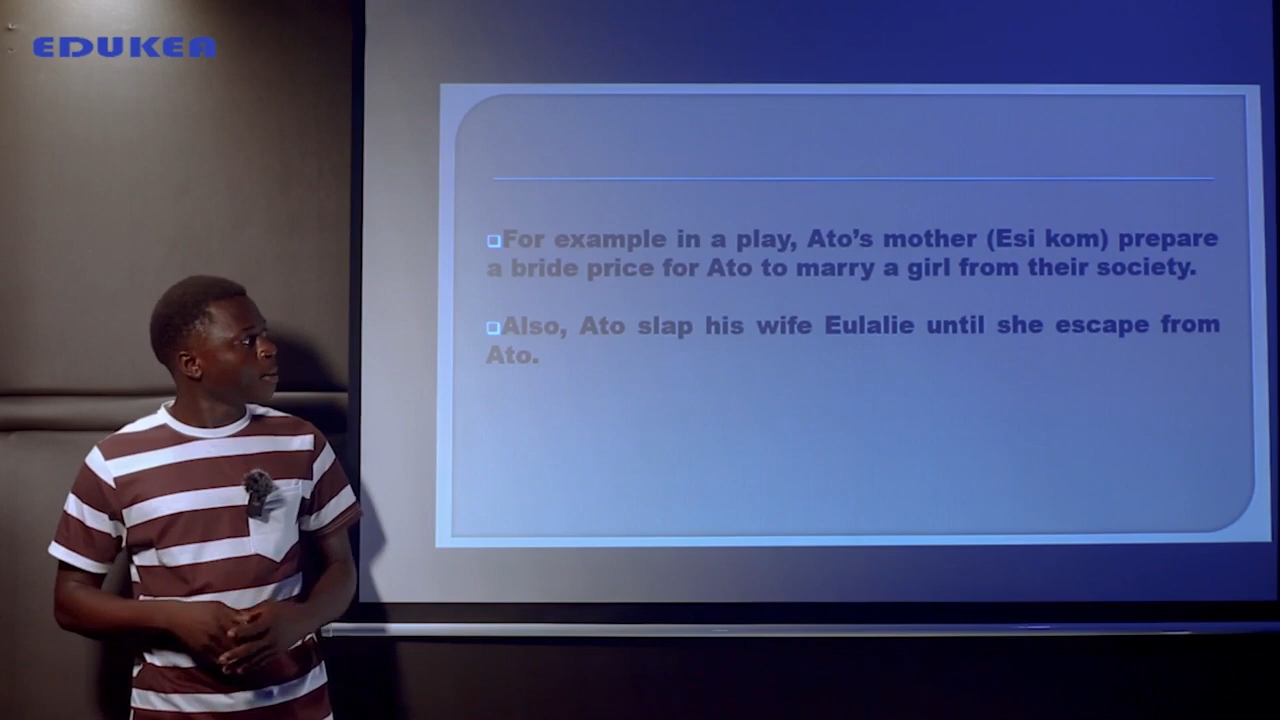 EDUKEA
For example in a play, Ato's mother (Esi kom) prepare
a bride price for Ato to marry a girl from their society.
Also, Ato slap his wife Eulalie until she escape from
Ato.